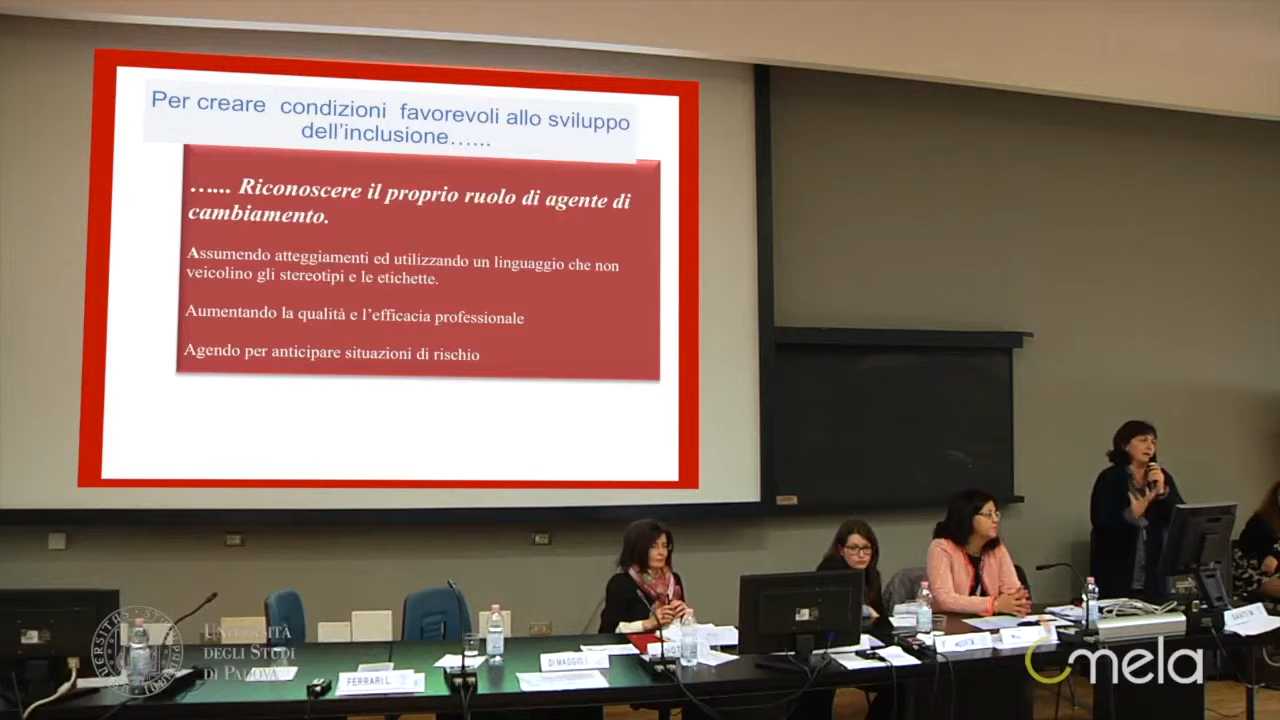 Per creare condizioni favorevoli allo sviluppo
dell'inclusione…...
…... Riconoscere il proprio ruolo di agente di
cambiamento.
Assumendo atteggiamenti ed utilizzando un linguaggio che non
veicolino gli stereotipi e le etichette.
Aumentando la qualità e l'efficacia professionale
Agendo per anticipare situazioni di rischio
Università
degli Studi
di Padova
FERRARI L.
DI MAGGIO I.
mela